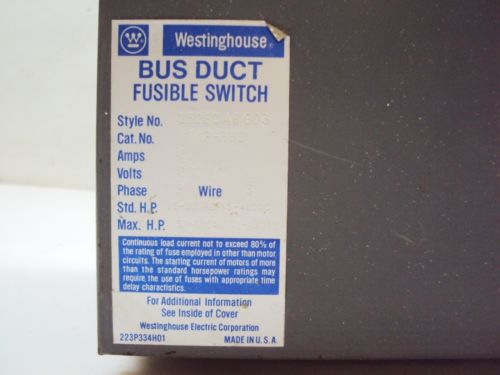 W
Westinghouse
BUS DUCT
FUSIBLE SWITCH
Style No.
Cat. No.
Amps
Volts
Phase Wire
Std. H.P.
Max. H.P.
Continuous load current not to exceed 80% of
the rating of fuse employed in other than motor
circuits. The starting current of motors of more
than the standard horsepower ratings may
require the use of fuses with appropriate time
delay charactistics.
For Additional Information
See Inside of Cover
Westinghouse Electric Corporation
223P334H01 MADE IN U.S.A.